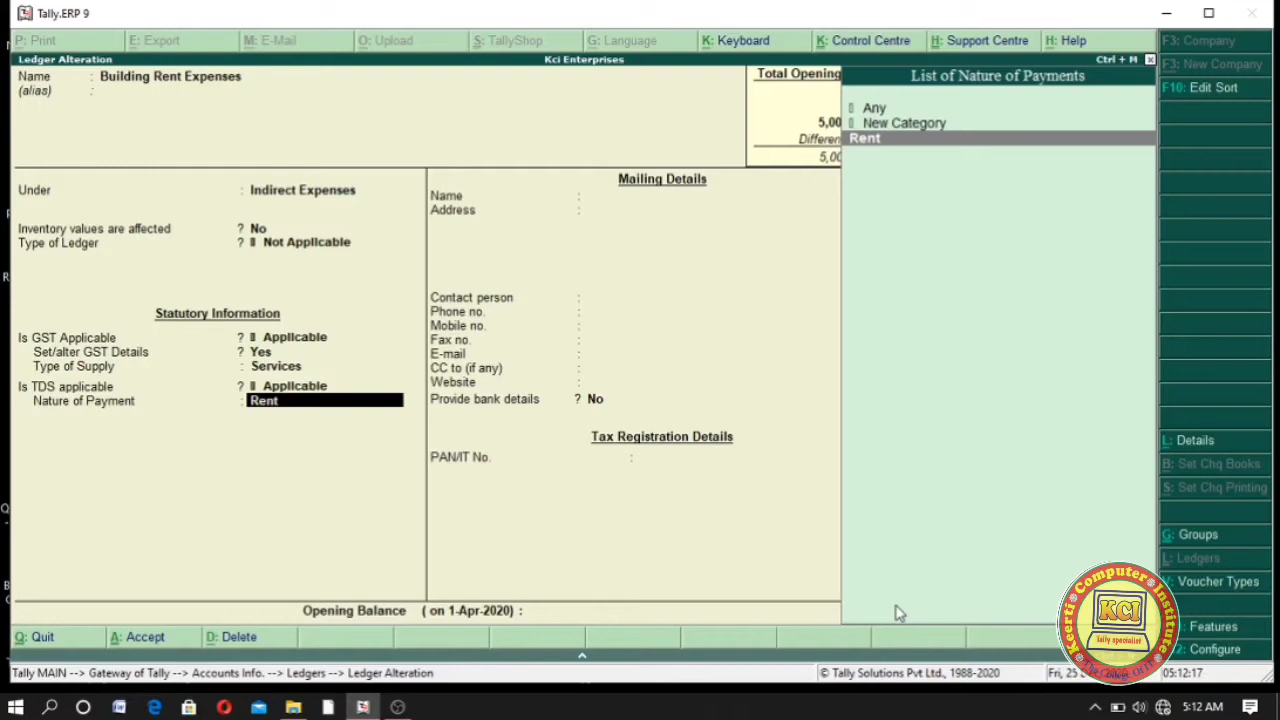 Tally.ERP 9
P: Print
E: Export
M: E-Mail
O: Upload
S: TallyShop
G: Language
K: Keyboard
K: Control Centre
H: Support Centre
H: Help
F3: Company
F3: New Company
F10: Edit Sort
Ledger Alteration
Kci Enterprises
Ctrl + M
Name : Building Rent Expenses
(alias) :
Total Opening
5,00
Differen
5,00
List of Nature of Payments
Any
New Category
Rent
Under : Indirect Expenses
Inventory values are affected ? No
Type of Ledger ? Not Applicable
Statutory Information
Is GST Applicable ? Applicable
Set/alter GST Details ? Yes
Type of Supply : Services
Is TDS applicable ? Applicable
Nature of Payment : Rent
Mailing Details
Name :
Address :
Contact person :
Phone no. :
Mobile no. :
Fax no. :
E-mail :
CC to (if any) :
Website :
Provide bank details ? No
Tax Registration Details
PAN/IT No. :
Opening Balance ( on 1-Apr-2020) :
L: Details
B: Set Chq Books
S: Set Chq Printing
G: Groups
L: Ledgers
V: Voucher Types
: Features
2: Configure
Q: Quit
A: Accept
D: Delete
Keerti Computer Institute
KCI
Tally specialist
Tally MAIN --> Gateway of Tally --> Accounts Info. --> Ledgers --> Ledger Alteration
© Tally Solutions Pvt Ltd., 1988-2020
Fri, 25
05:12:17
5:12 AM